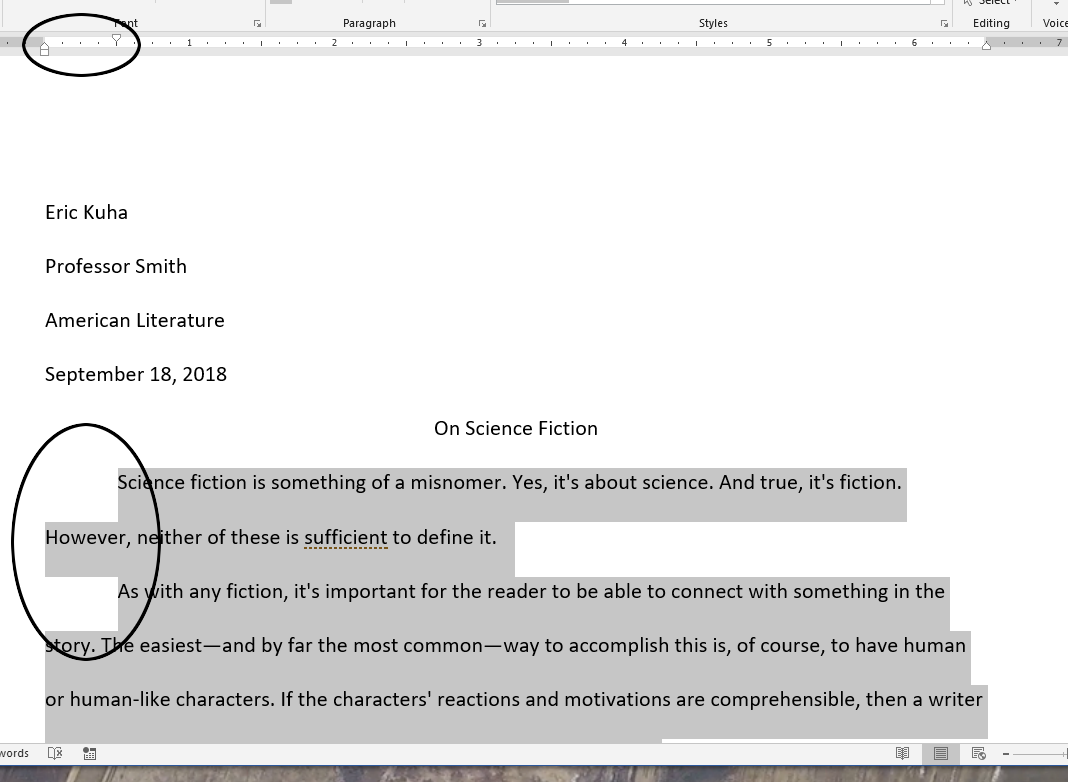 Select
Font Paragraph Styles Editing Voice
1 2 3 4 5 6 7
Eric Kuha
Professor Smith
American Literature
September 18, 2018
On Science Fiction
Science fiction is something of a misnomer. Yes, it's about science. And true, it's fiction.
However, neither of these is sufficient to define it.
As with any fiction, it's important for the reader to be able to connect with something in the
story. The easiest—and by far the most common—way to accomplish this is, of course, to have human
or human-like characters. If the characters' reactions and motivations are comprehensible, then a writer
words